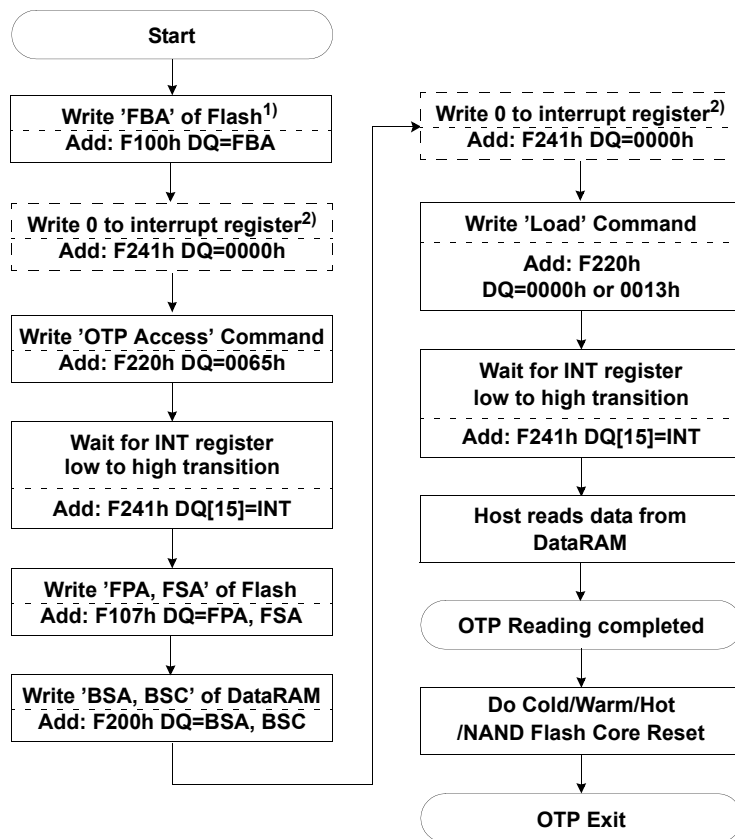 Start
Write 'FBA' of Flash1)
Add: F100h DQ=FBA
Write 0 to interrupt register2)
Add: F241h DQ=0000h
Write 'OTP Access' Command
Add: F220h DQ=0065h
Wait for INT register
low to high transition
Add: F241h DQ[15]=INT
Write 'FPA, FSA' of Flash
Add: F107h DQ=FPA, FSA
Write 'BSA, BSC' of DataRAM
Add: F200h DQ=BSA, BSC
Write 0 to interrupt register2)
Add: F241h DQ=0000h
Write 'Load' Command
Add: F220h
DQ=0000h or 0013h
Wait for INT register
low to high transition
Add: F241h DQ[15]=INT
Host reads data from
DataRAM
OTP Reading completed
Do Cold/Warm/Hot
/NAND Flash Core Reset
OTP Exit